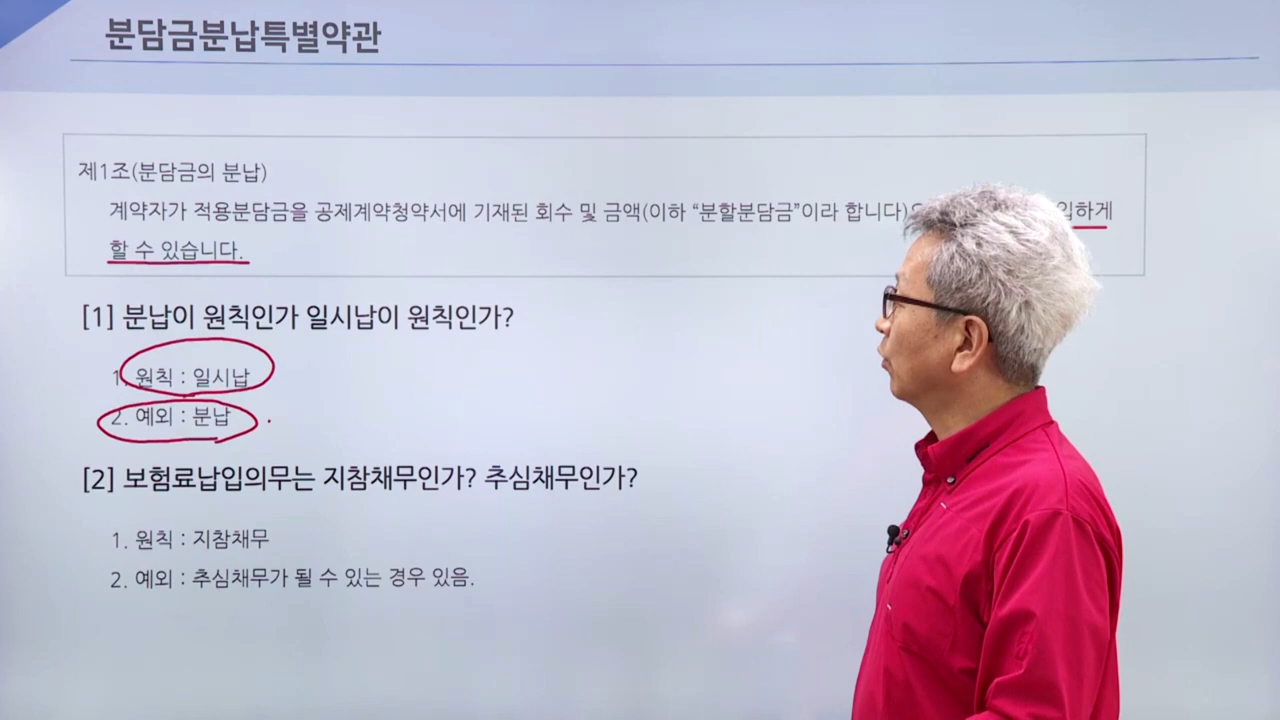 분담금분납특별약관
제1조(분담금의 분납)
계약자가 적용분담금을 공제계약청약서에 기재된 회수 및 금액(이하 “분할분담금”이라 합니다) 입하게
할 수 있습니다.
[1] 분납이 원칙인가 일시납이 원칙인가?
1. 원칙 : 일시납
2. 예외 : 분납
[2] 보험료납입의무는 지참채무인가? 추심채무인가?
1. 원칙 : 지참채무
2. 예외 : 추심채무가 될 수 있는 경우 있음.